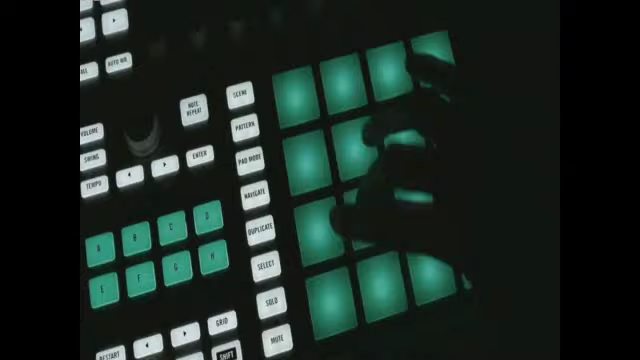 ALL
AUTO WR.
VOLUME
SWING
TEMPO
NOTE REPEAT
ENTER
SCENE
PATTERN
PAD MODE
NAVIGATE
DUPLICATE
SELECT
SOLO
MUTE
A B C D
E F G H
GRID
RESTART
SHIFT